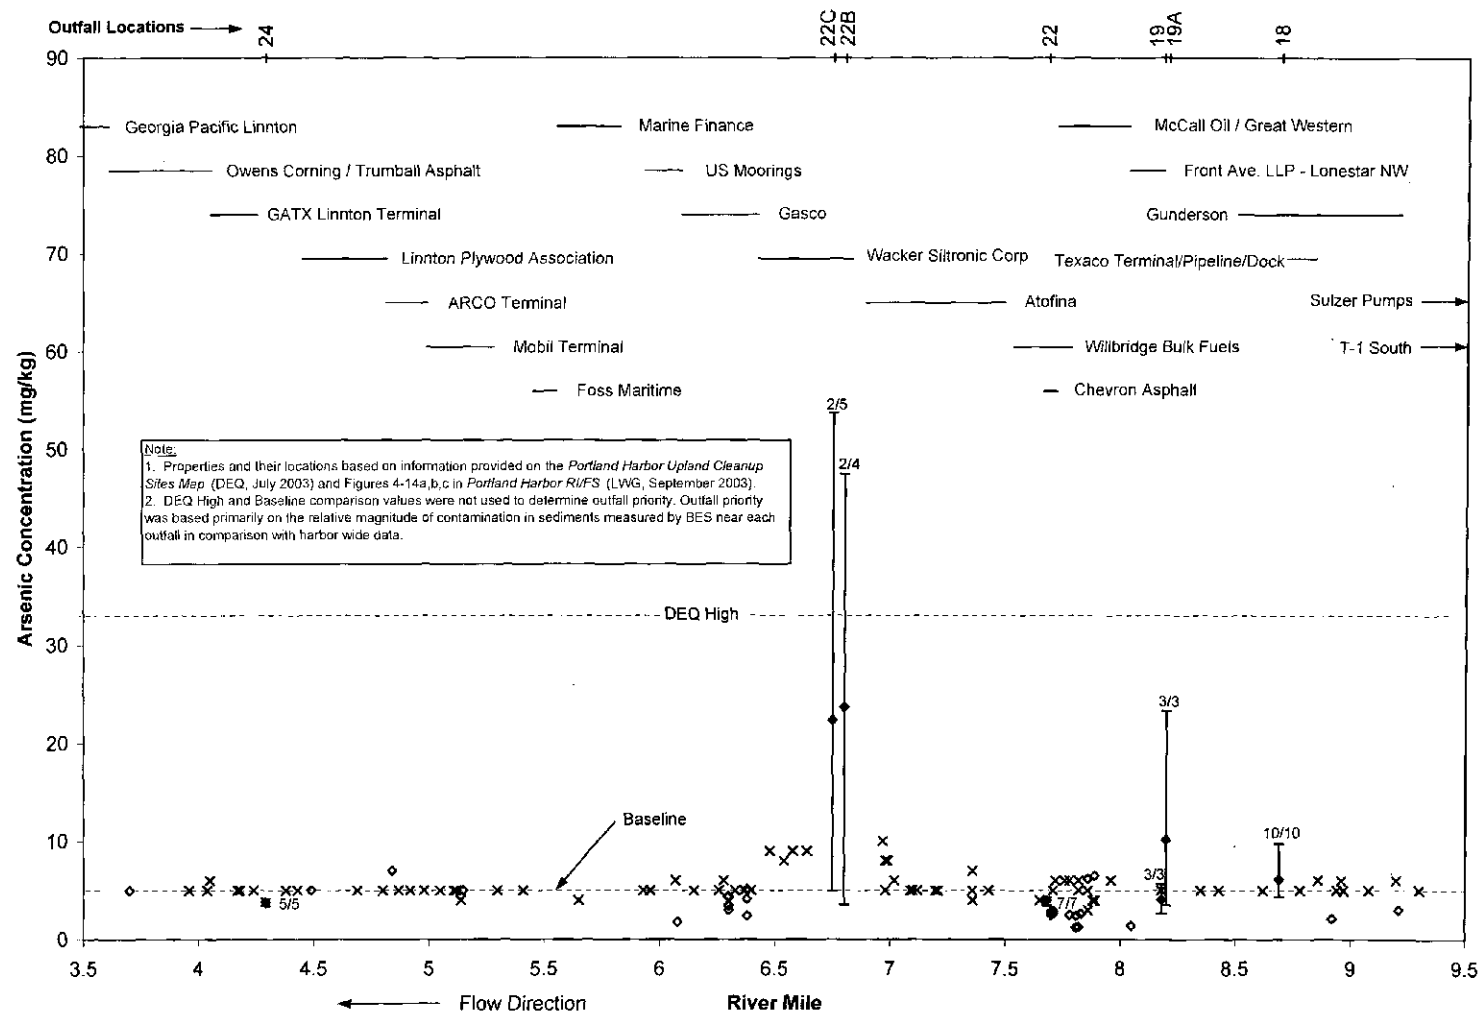 Outfall Locations
24
22C
22B
22
19
19A
18
90
80
70
60
50
40
30
20
10
0
Arsenic Concentration (mg/kg)
Georgia Pacific Linnton
Marine Finance
McCall Oil / Great Western
Owens Corning / Trumball Asphalt
US Moorings
Front Ave. LLP - Lonestar NW
GATX Linnton Terminal
Gasco
Gunderson
Linnton Plywood Association
Wacker Siltronic Corp
Texaco Terminal/Pipeline/Dock
ARCO Terminal
Atofina
Sulzer Pumps
Mobil Terminal
Willbridge Bulk Fuels
T-1 South
Foss Maritime
Chevron Asphalt
2/5
2/4
Note:
1. Properties and their locations based on information provided on the Portland Harbor Upland Cleanup
Sites Map (DEQ, July 2003) and Figures 4-14a,b,c in Portland Harbor RI/FS (LWG, September 2003).
2. DEQ High and Baseline comparison values were not used to determine outfall priority. Outfall priority
was based primarily on the relative magnitude of contamination in sediments measured by BES near each
outfall in comparison with harbor wide data.
DEQ High
3/3
Baseline
10/10
3/3
5/5
7/7
3.5
4
4.5
5
5.5
6
6.5
7
7.5
8
8.5
9
9.5
Flow Direction
River Mile